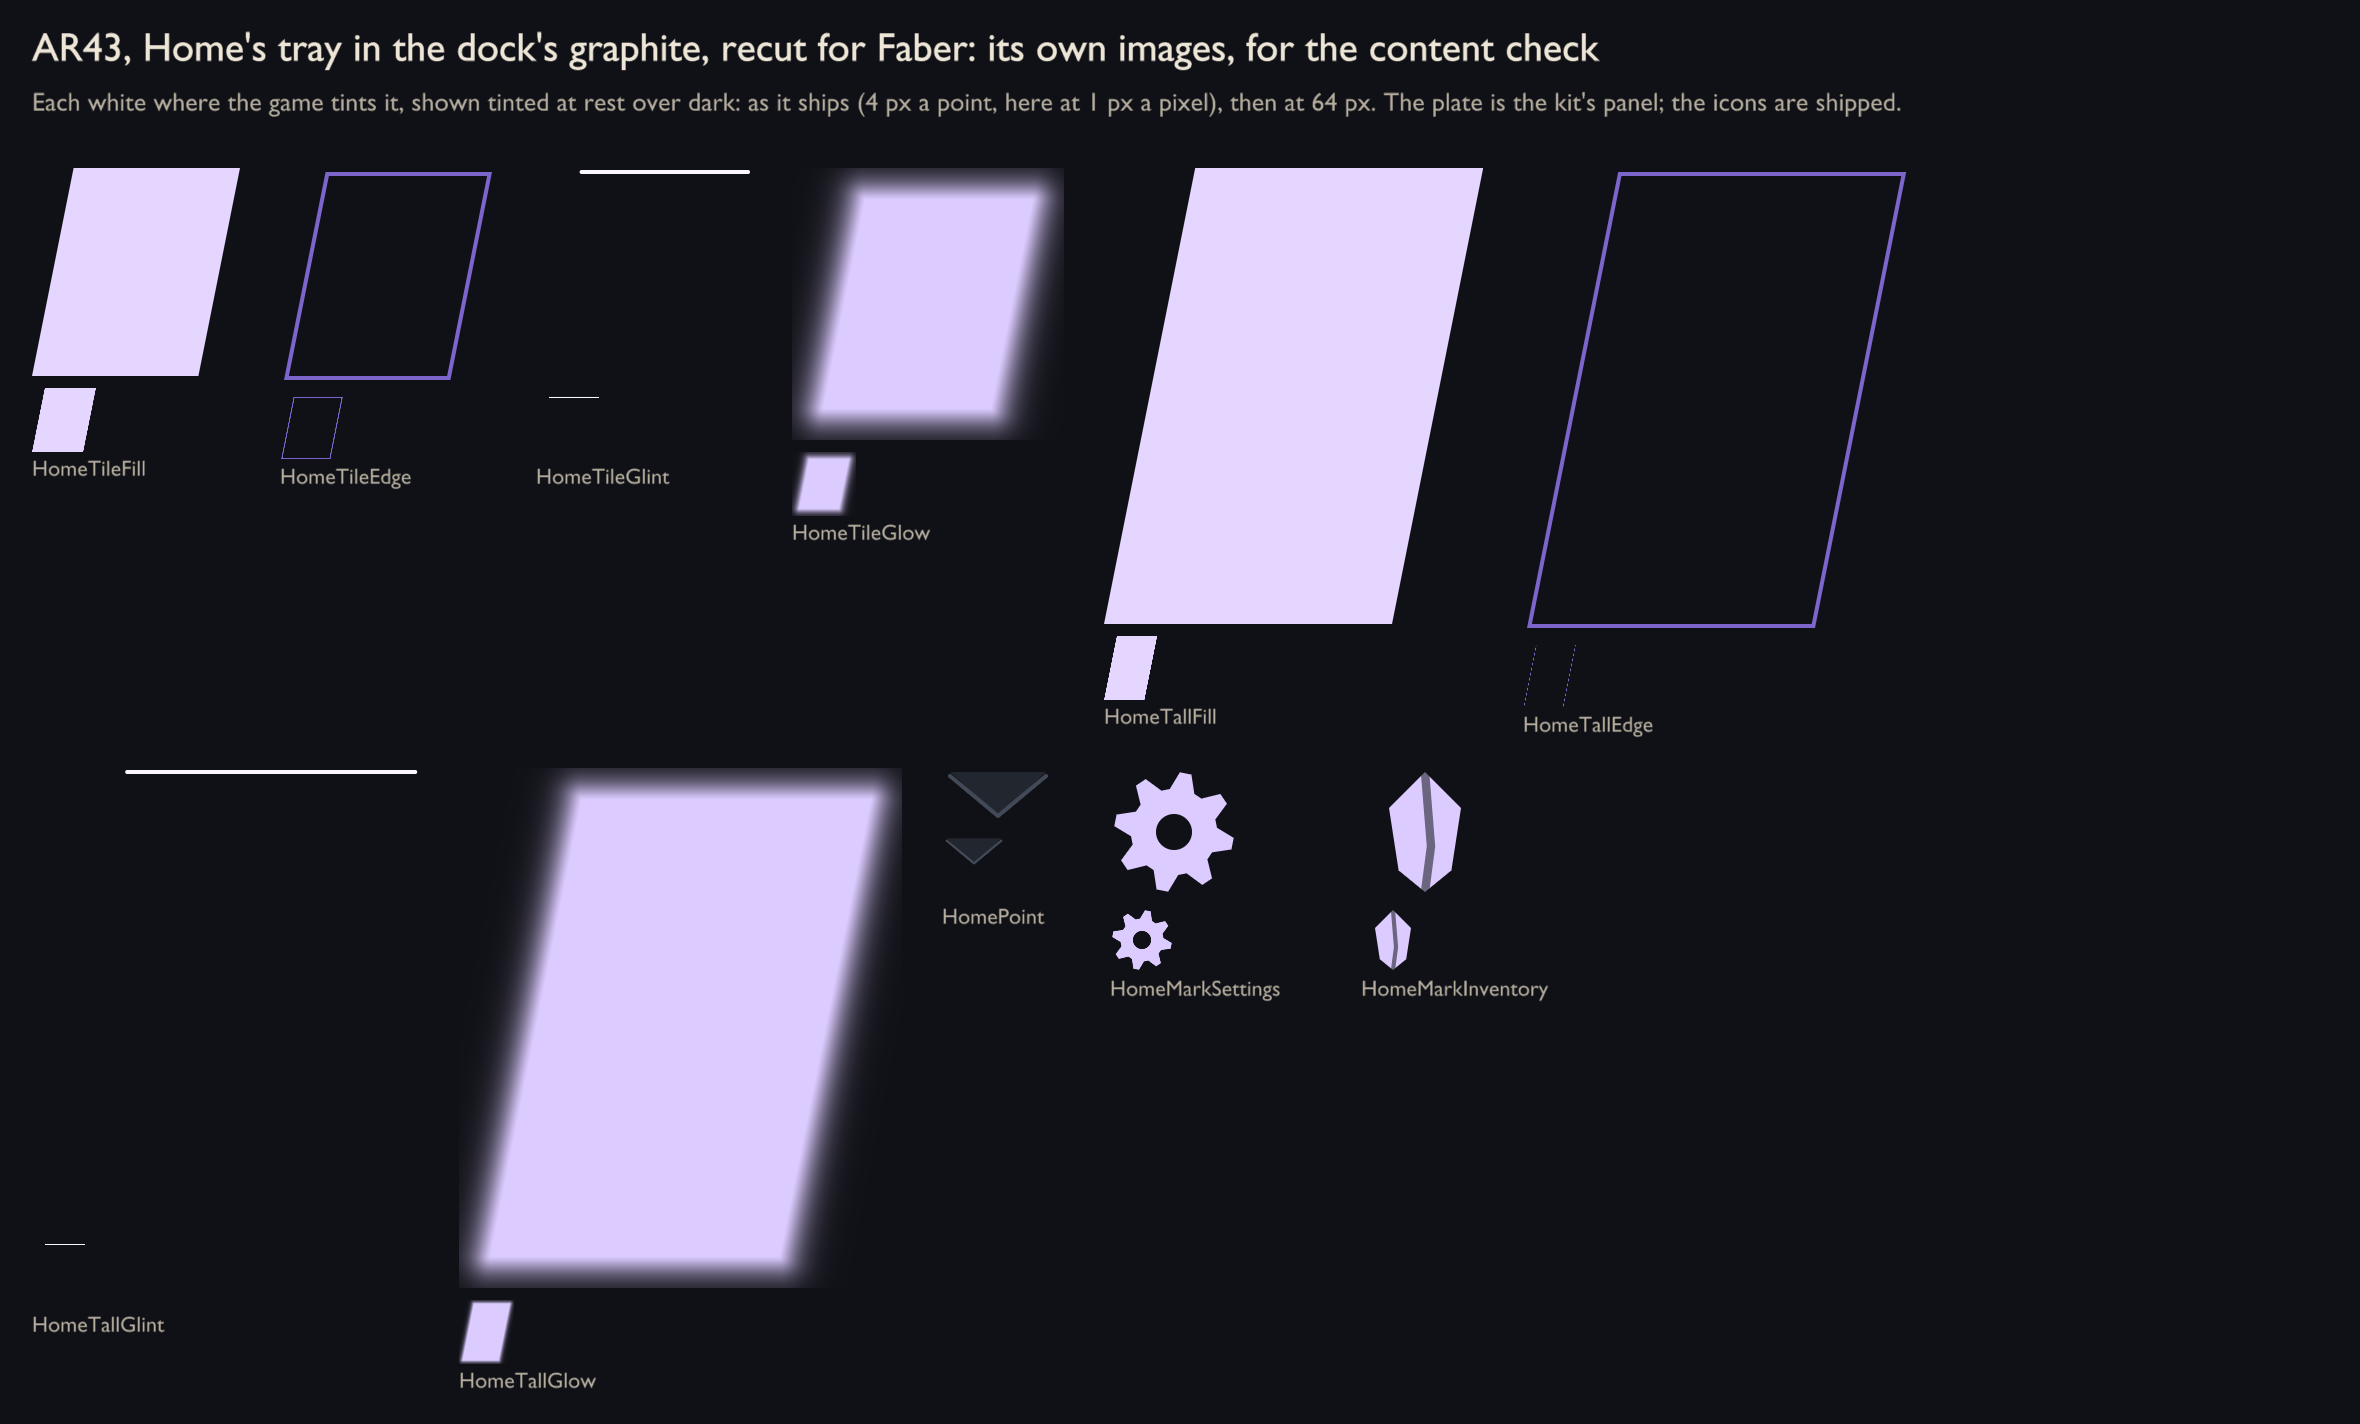 AR43, Home's tray in the dock's graphite, recut for Faber: its own images, for the content check
Each white where the game tints it, shown tinted at rest over dark: as it ships (4 px a point, here at 1 px a pixel), then at 64 px. The plate is the kit's panel; the icons are shipped.
HomeTileFill
HomeTileEdge
HomeTileGlint
HomeTileGlow
HomeTallFill
HomeTallEdge
HomePoint
HomeMarkSettings
HomeMarkInventory
HomeTallGlint
HomeTallGlow